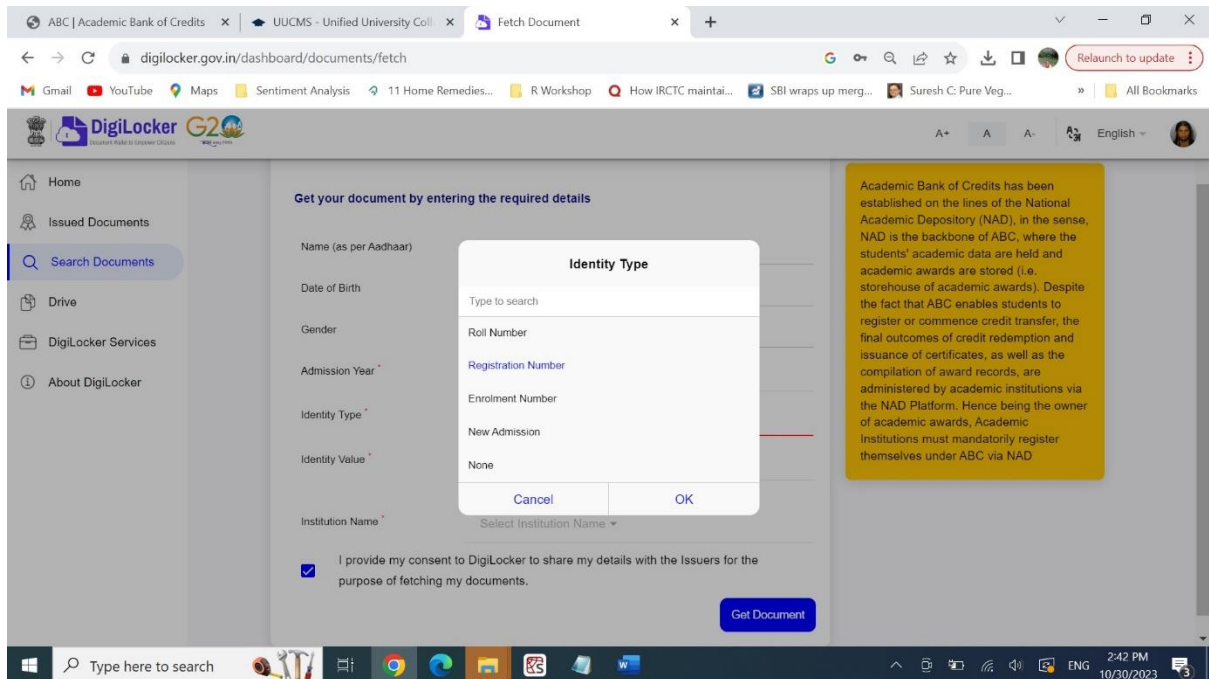 ABC | Academic Bank of Credits
UUCMS - Unified University Coll
Fetch Document
digilocker.gov.in/dashboard/documents/fetch
Relaunch to update
Gmail YouTube Maps Sentiment Analysis 11 Home Remedies... R Workshop How IRCTC maintai... SBI wraps up merg... Suresh C: Pure Veg... » All Bookmarks
DigiLocker G20
Document Wallet to Empower Citizens
A+ A A- English
Home
Issued Documents
Search Documents
Drive
DigiLocker Services
About DigiLocker
Get your document by entering the required details
Name (as per Aadhaar)
Date of Birth
Gender
Admission Year *
Identity Type *
Identity Value *
Institution Name *
Select Institution Name
I provide my consent to DigiLocker to share my details with the Issuers for the
purpose of fetching my documents.
Get Document
Identity Type
Type to search
Roll Number
Registration Number
Enrolment Number
New Admission
None
Cancel OK
Academic Bank of Credits has been
established on the lines of the National
Academic Depository (NAD), in the sense,
NAD is the backbone of ABC, where the
students' academic data are held and
academic awards are stored (i.e.
storehouse of academic awards). Despite
the fact that ABC enables students to
register or commence credit transfer, the
final outcomes of credit redemption and
issuance of certificates, as well as the
compilation of award records, are
administered by academic institutions via
the NAD Platform. Hence being the owner
of academic awards, Academic
Institutions must mandatorily register
themselves under ABC via NAD
Type here to search
ENG
2:42 PM
10/30/2023
3